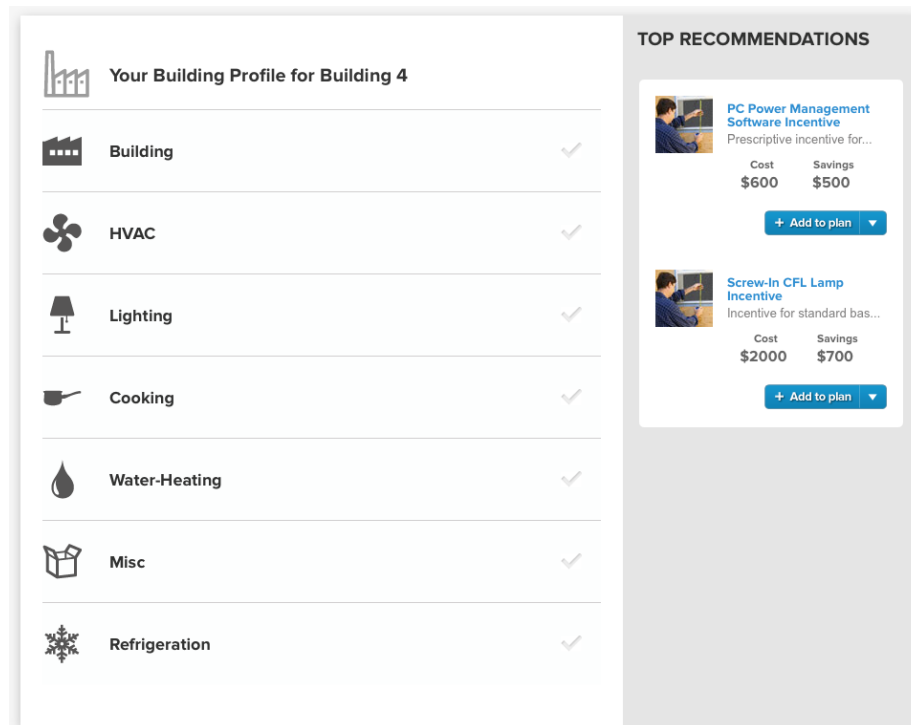 Your Building Profile for Building 4
Building
HVAC
Lighting
Cooking
Water-Heating
Misc
Refrigeration
TOP RECOMMENDATIONS
PC Power Management
Software Incentive
Prescriptive incentive for...
Cost Savings
$600 $500
+ Add to plan
Screw-In CFL Lamp
Incentive
Incentive for standard bas...
Cost Savings
$2000 $700
+ Add to plan